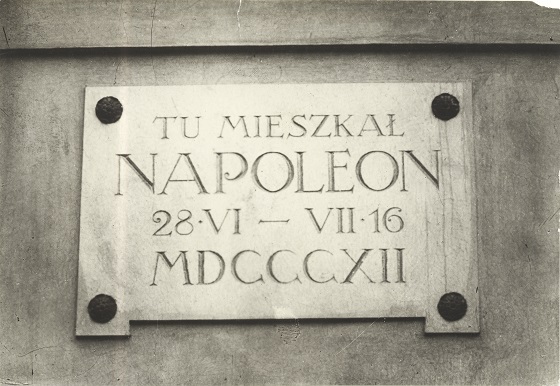 TU MIESZKAŁ
NAPOLEON
28·VI — VII·16
MDCCCXII